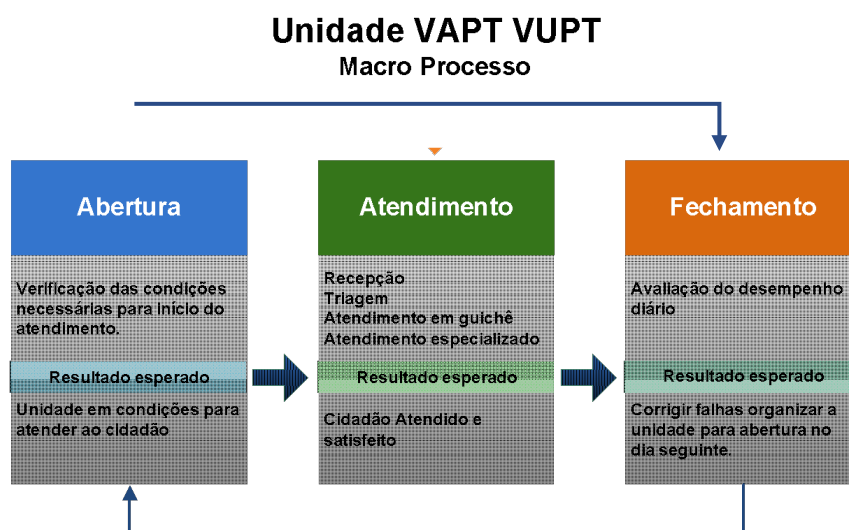 Unidade VAPT VUPT
Macro Processo
Abertura
Verificação das condições
necessárias para início do
atendimento.
Resultado esperado
Unidade em condições para
atender ao cidadão
Atendimento
Recepção
Triagem
Atendimento em guichê
Atendimento especializado
Resultado esperado
Cidadão Atendido e
satisfeito
Fechamento
Avaliação do desempenho
diário
Resultado esperado
Corrigir falhas organizar a
unidade para abertura no
dia seguinte.